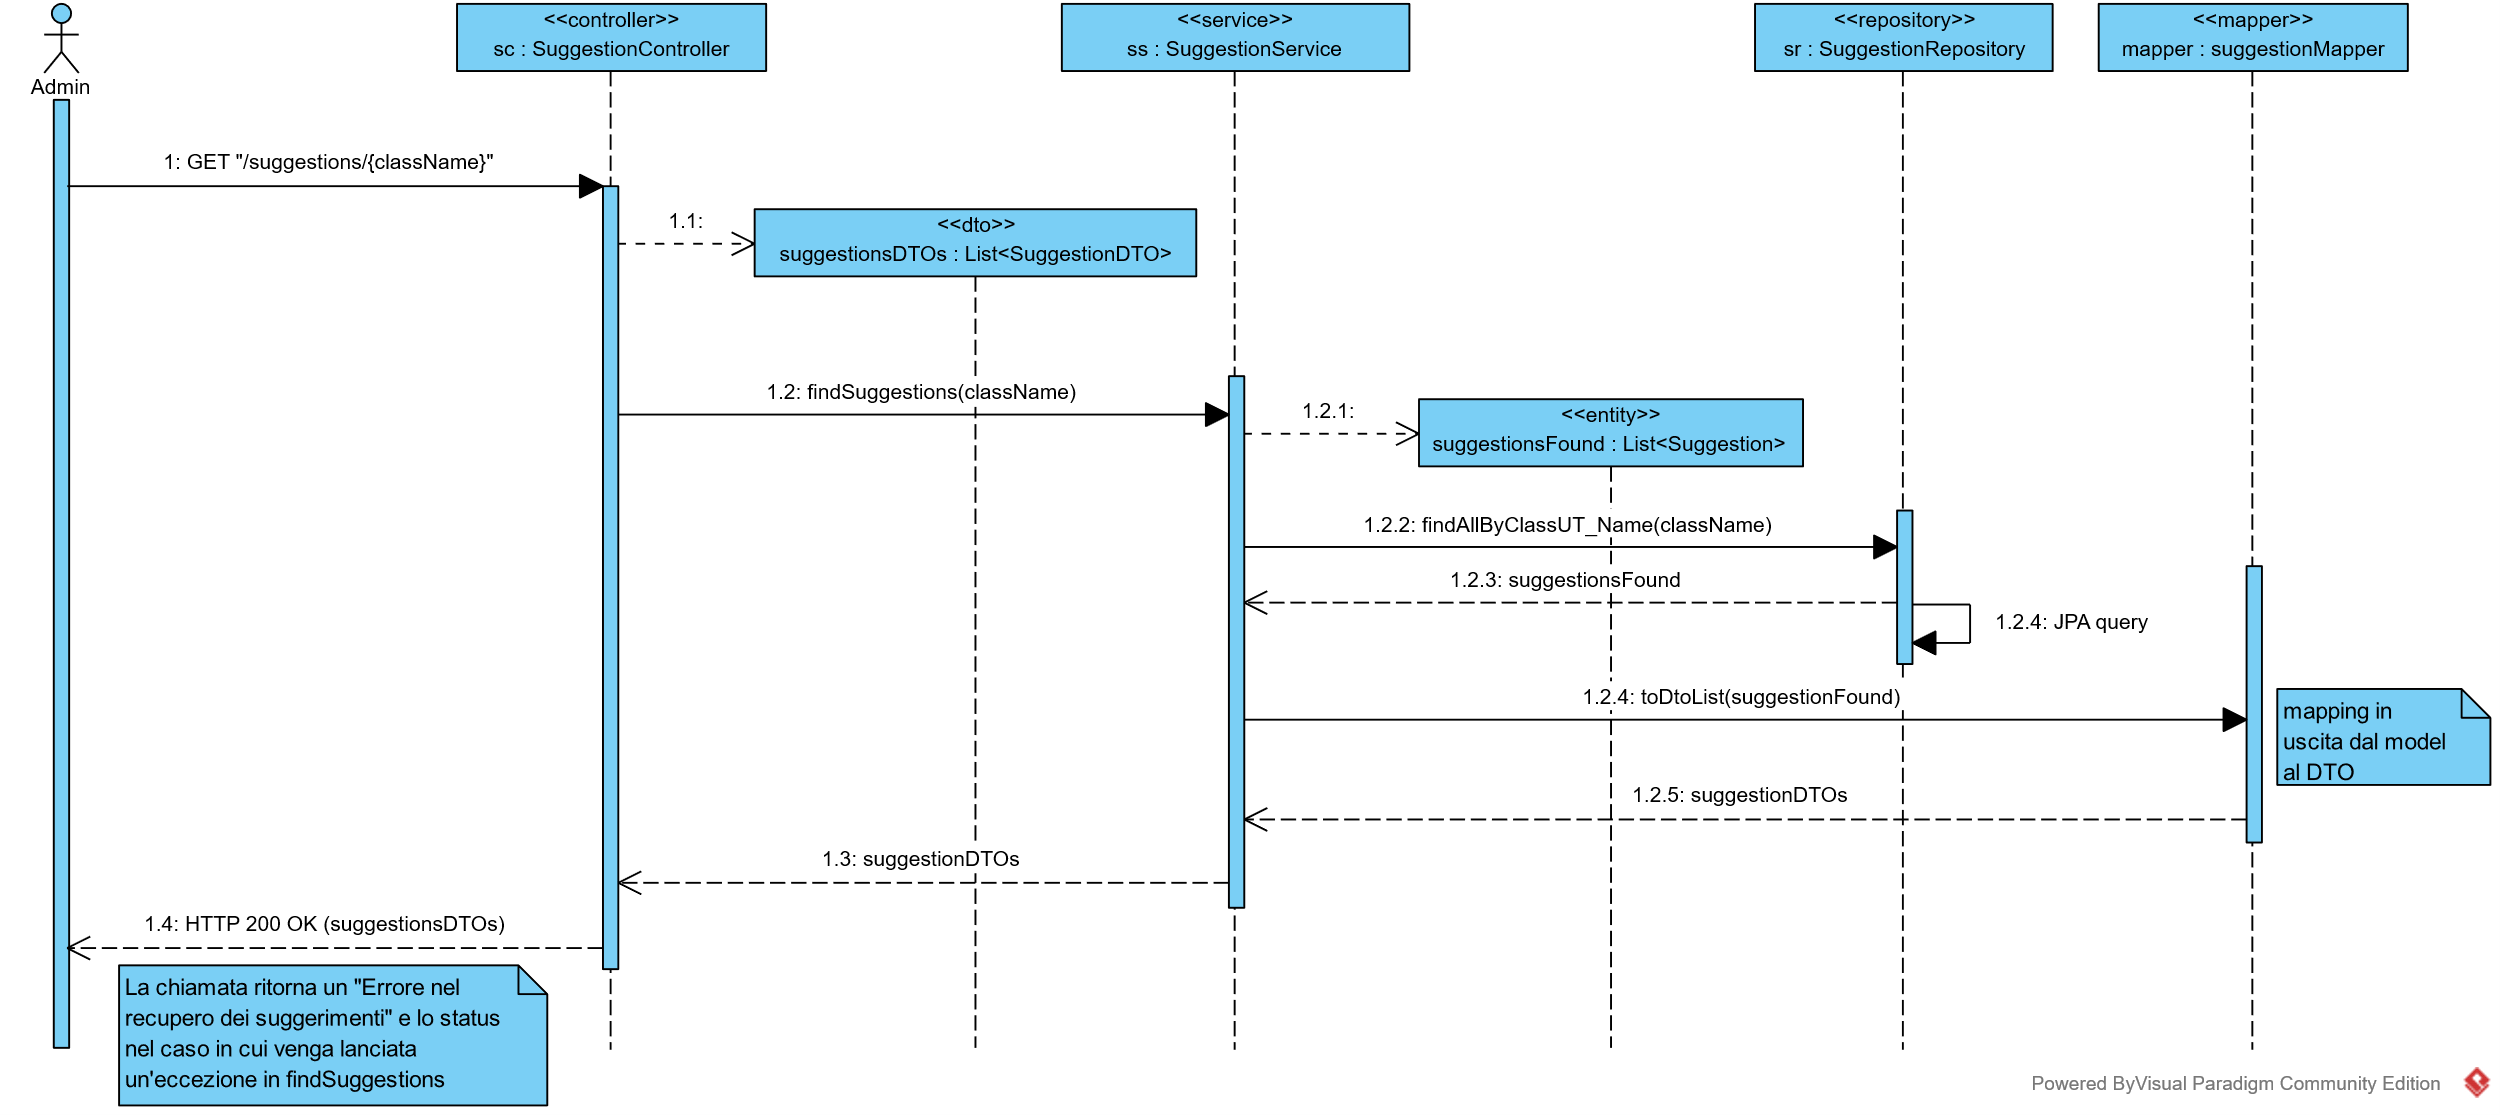 Admin
<<controller>>
sc : SuggestionController
<<service>>
ss : SuggestionService
<<repository>>
sr : SuggestionRepository
<<mapper>>
mapper : suggestionMapper
1: GET "/suggestions/{className}"
1.1:
<<dto>>
suggestionsDTOs : List<SuggestionDTO>
1.2: findSuggestions(className)
1.2.1:
<<entity>>
suggestionsFound : List<Suggestion>
1.2.2: findAllByClassUT_Name(className)
1.2.3: suggestionsFound
1.2.4: JPA query
1.2.4: toDtoList(suggestionFound)
mapping in
uscita dal model
al DTO
1.2.5: suggestionDTOs
1.3: suggestionDTOs
1.4: HTTP 200 OK (suggestionsDTOs)
La chiamata ritorna un "Errore nel
recupero dei suggerimenti" e lo status
nel caso in cui venga lanciata
un'eccezione in findSuggestions
Powered ByVisual Paradigm Community Edition